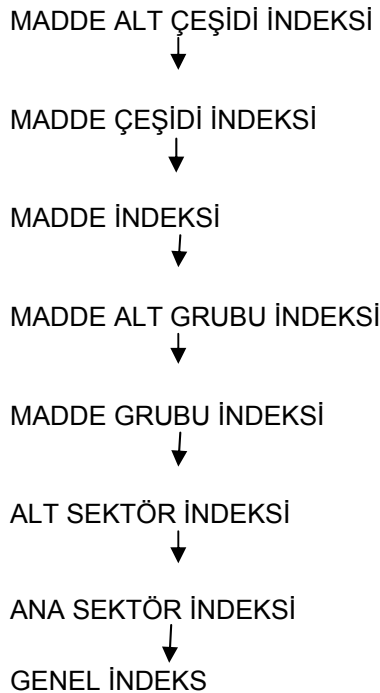 MADDE ALT ÇEŞİDİ İNDEKSİ
MADDE ÇEŞİDİ İNDEKSİ
MADDE İNDEKSİ
MADDE ALT GRUBU İNDEKSİ
MADDE GRUBU İNDEKSİ
ALT SEKTÖR İNDEKSİ
ANA SEKTÖR İNDEKSİ
GENEL İNDEKS